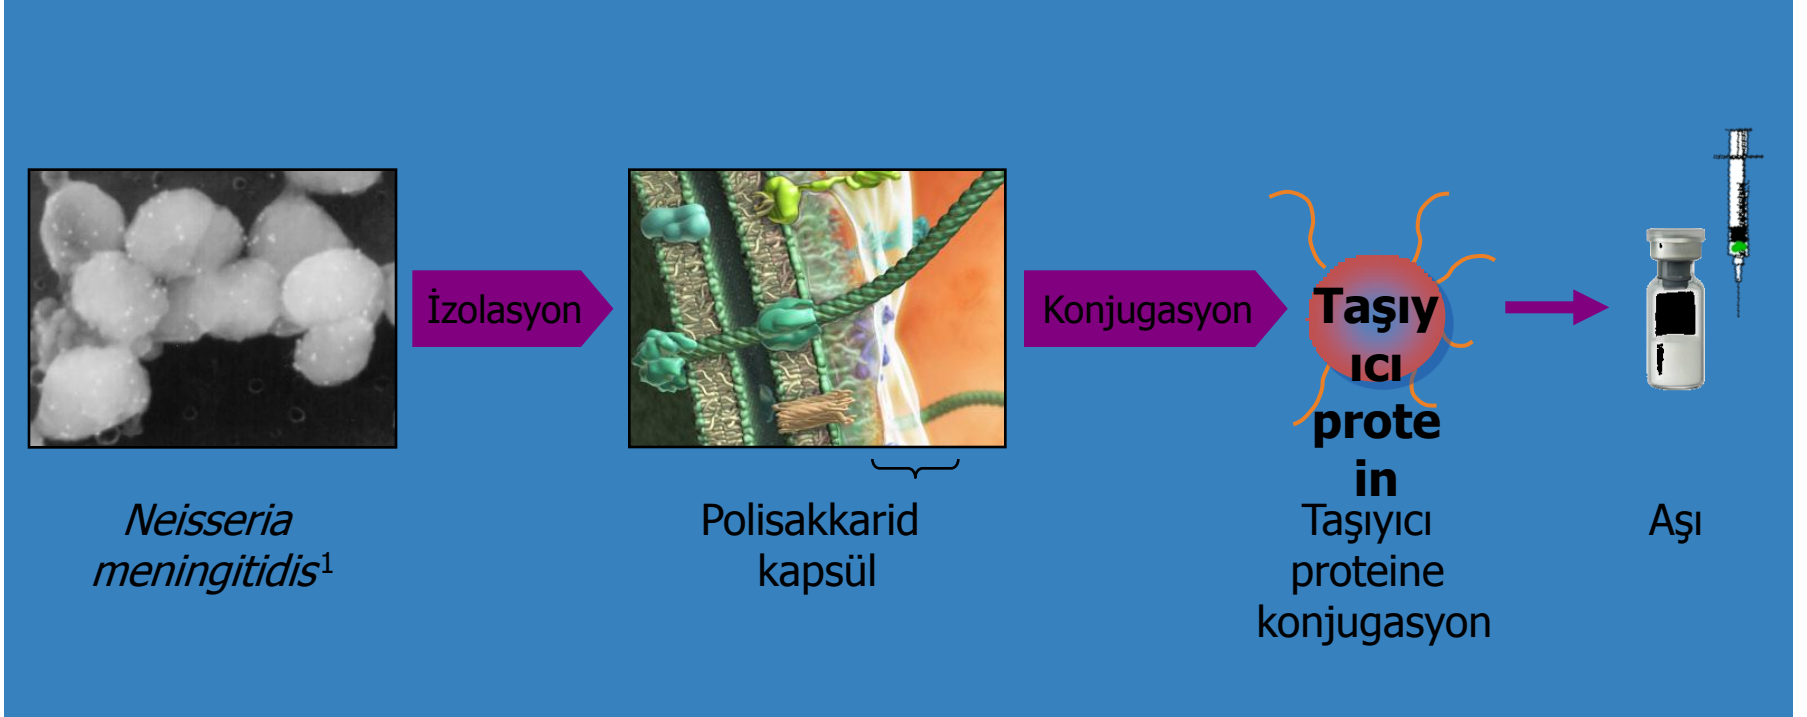 İzolasyon
Konjugasyon
Taşıy
ıcı
prote
in
Neisseria
meningitidis1
Polisakkarid
kapsül
Taşıyıcı
proteine
konjugasyon
Aşı